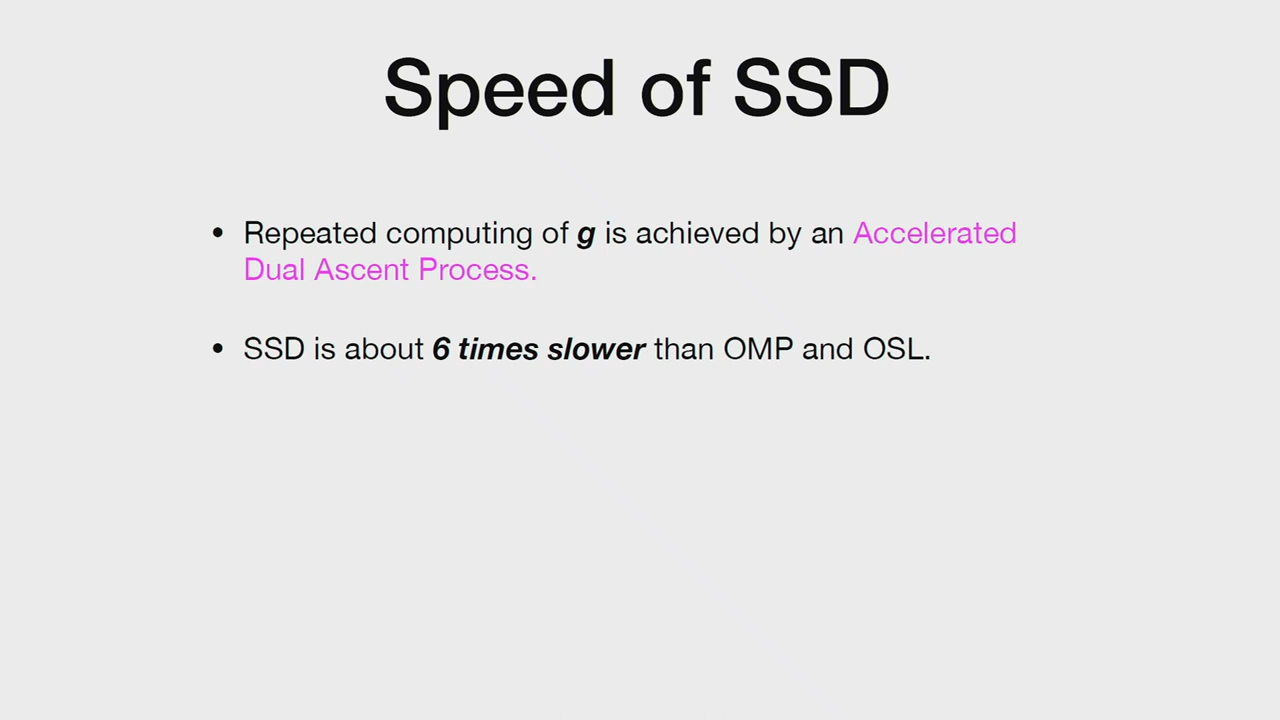 Speed of SSD
• Repeated computing of g is achieved by an Accelerated
Dual Ascent Process.
• SSD is about 6 times slower than OMP and OSL.